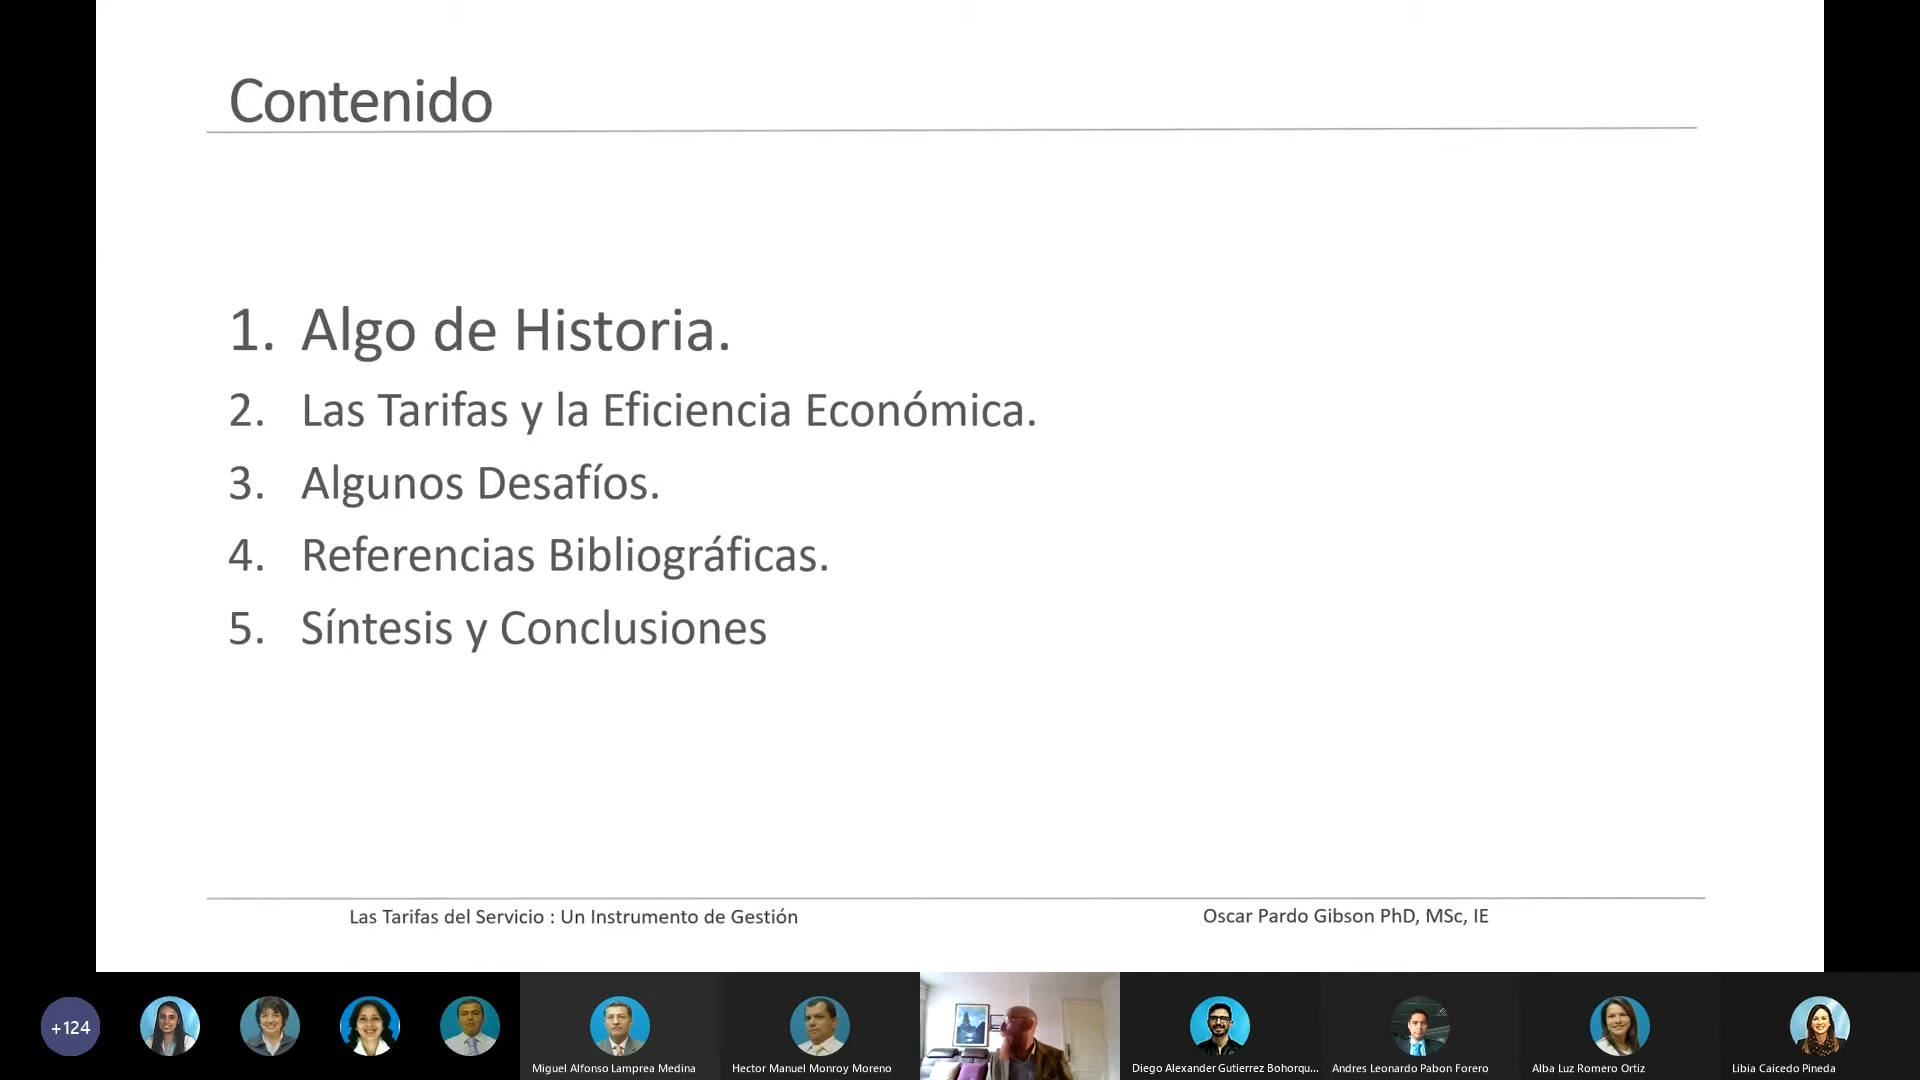 Contenido
1. Algo de Historia.
2. Las Tarifas y la Eficiencia Económica.
3. Algunos Desafíos.
4. Referencias Bibliográficas.
5. Síntesis y Conclusiones
Las Tarifas del Servicio : Un Instrumento de Gestión
Oscar Pardo Gibson PhD, MSc, IE
+124
Miguel Alfonso Lamprea Medina
Hector Manuel Monroy Moreno
Diego Alexander Gutierrez Bohorqu...
Andres Leonardo Pabon Forero
Alba Luz Romero Ortiz
Libia Caicedo Pineda